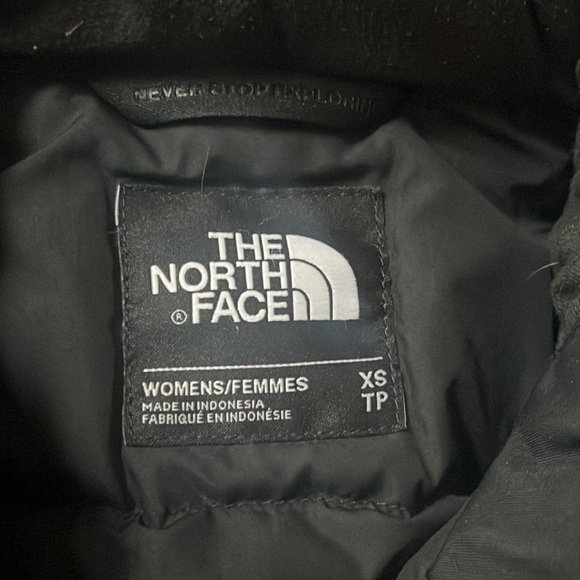 NEVER STOP EXPLORING
THE
NORTH
® FACE
WOMENS/FEMMES XS
MADE IN INDONESIA TP
FABRIQUÉ EN INDONÉSIE